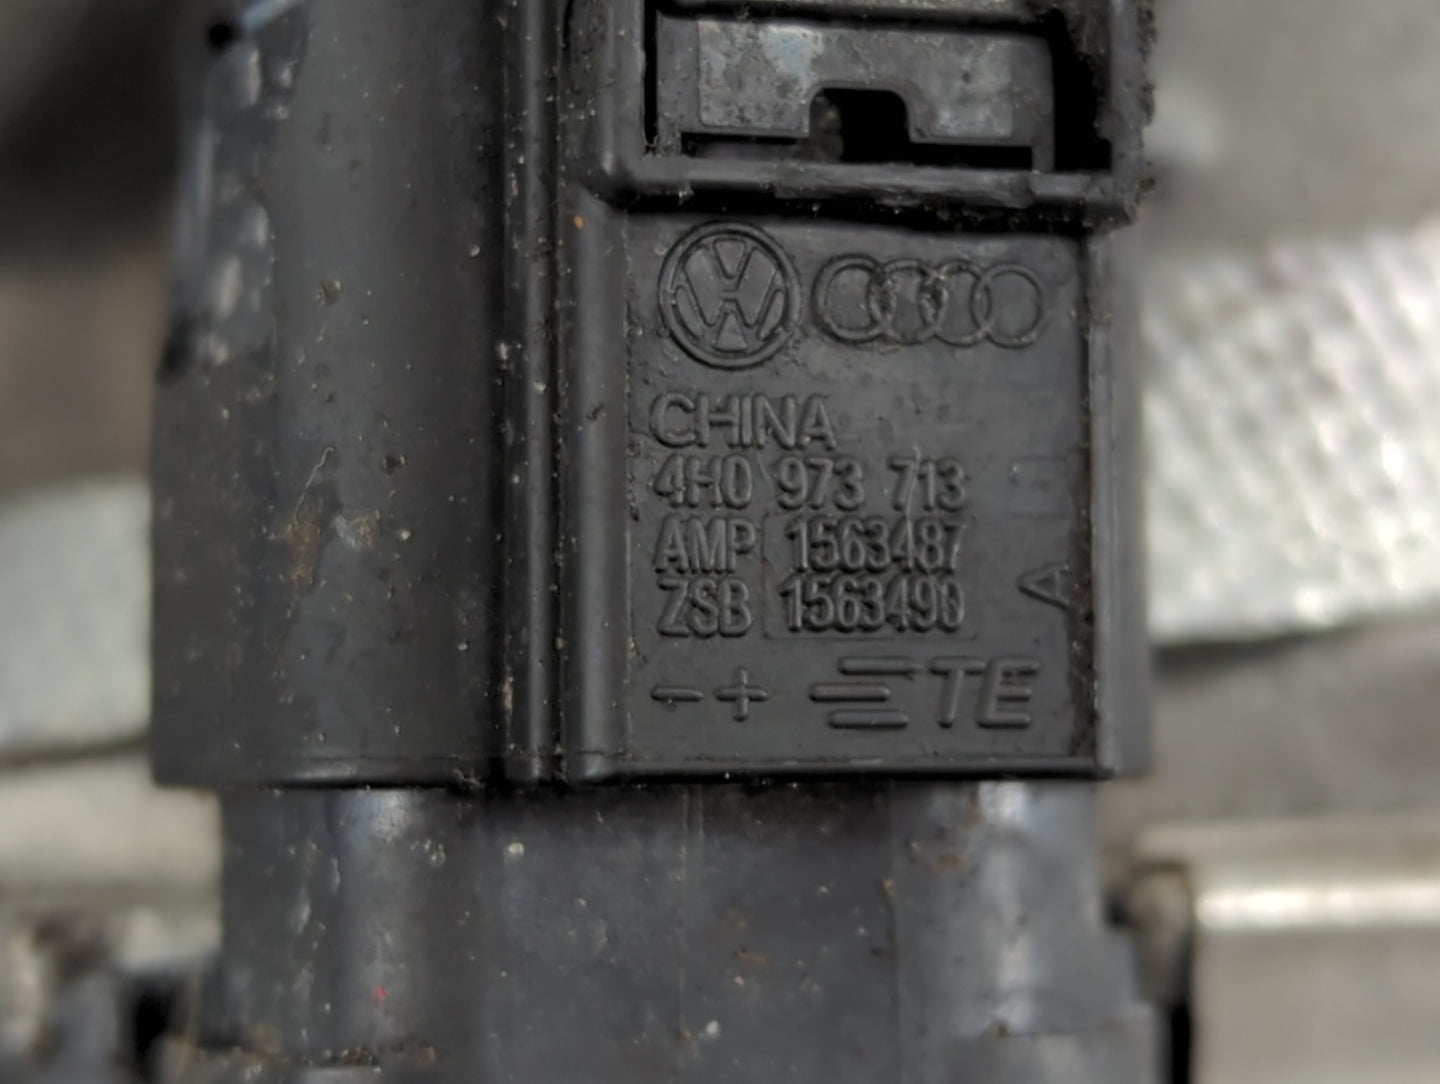 CHINA
4H0 973 713
AMP 1563487
ZSB 1563490
A
-+ TE